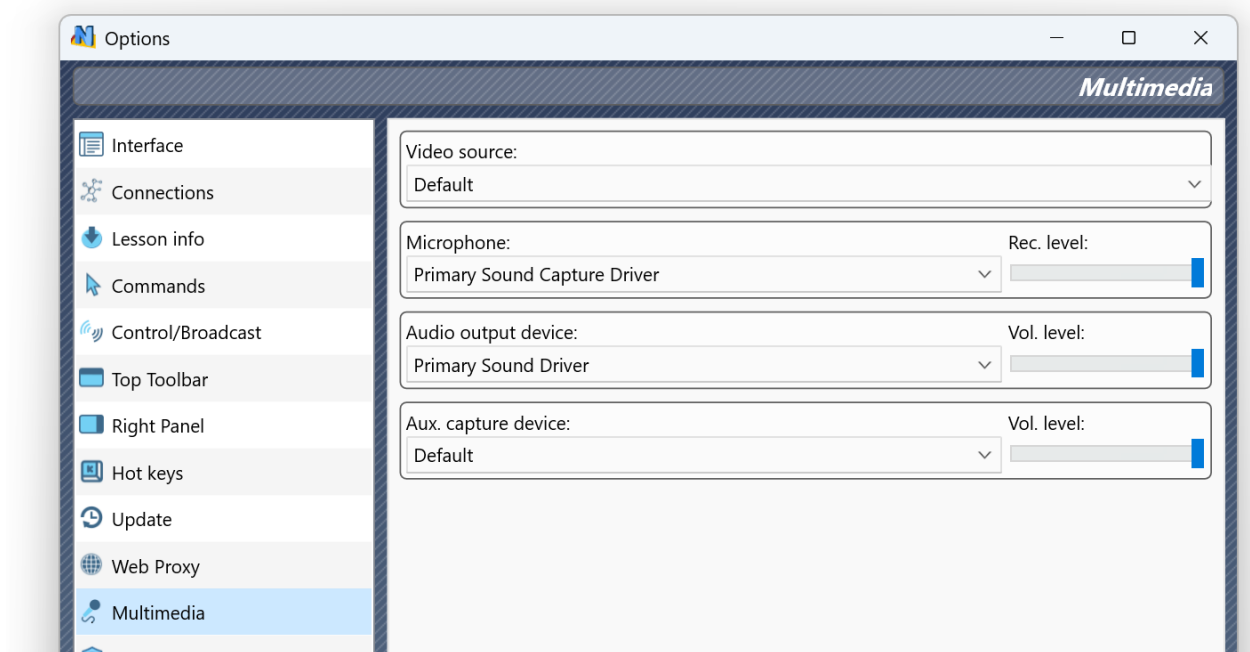 Options
Multimedia
Interface
Connections
Lesson info
Commands
Control/Broadcast
Top Toolbar
Right Panel
Hot keys
Update
Web Proxy
Multimedia
Video source:
Default
Microphone:
Rec. level:
Primary Sound Capture Driver
Audio output device:
Vol. level:
Primary Sound Driver
Aux. capture device:
Vol. level:
Default